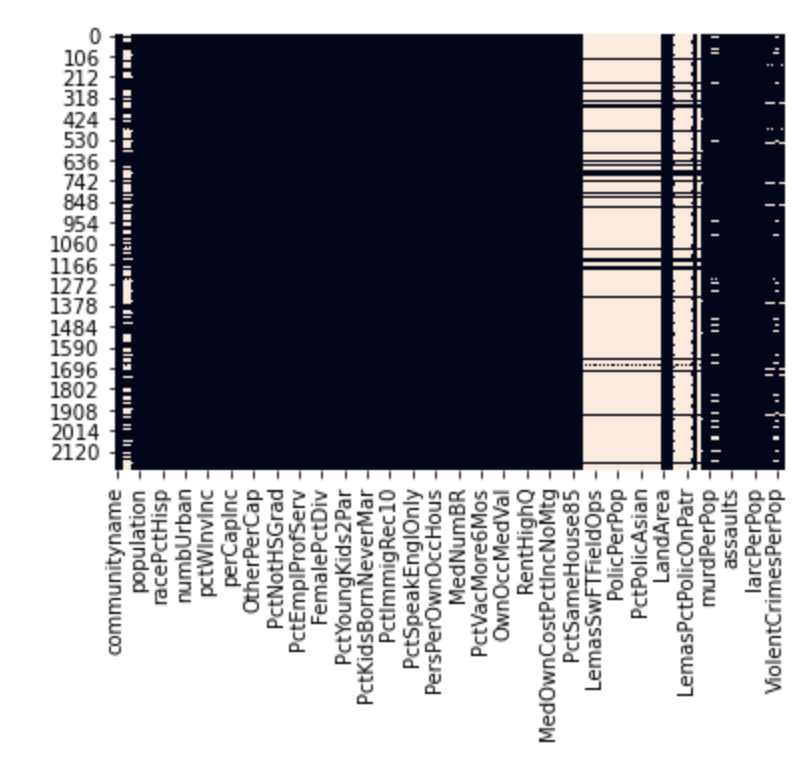 0
106
212
318
424
530
636
742
848
954
1060
1166
1272
1378
1484
1590
1696
1802
1908
2014
2120
communityname
population
racePctHisp
numbUrban
pctWInvInc
perCapInc
OtherPerCap
PctNotHSGrad
PctEmplProfServ
FemalePctDiv
PctYoungKids2Par
PctKidsBornNeverMar
PctImmigRec10
PctSpeakEnglOnly
PersPerOwnOccHous
MedNumBR
PctVacMore6Mos
OwnOccMedVal
RentHighQ
MedOwnCostPctIncNoMtg
PctSameHouse85
LemasSwFTFieldOps
PolicPerPop
PctPolicAsian
LandArea
LemasPctPolicOnPatr
murdPerPop
assaults
larcPerPop
ViolentCrimesPerPop